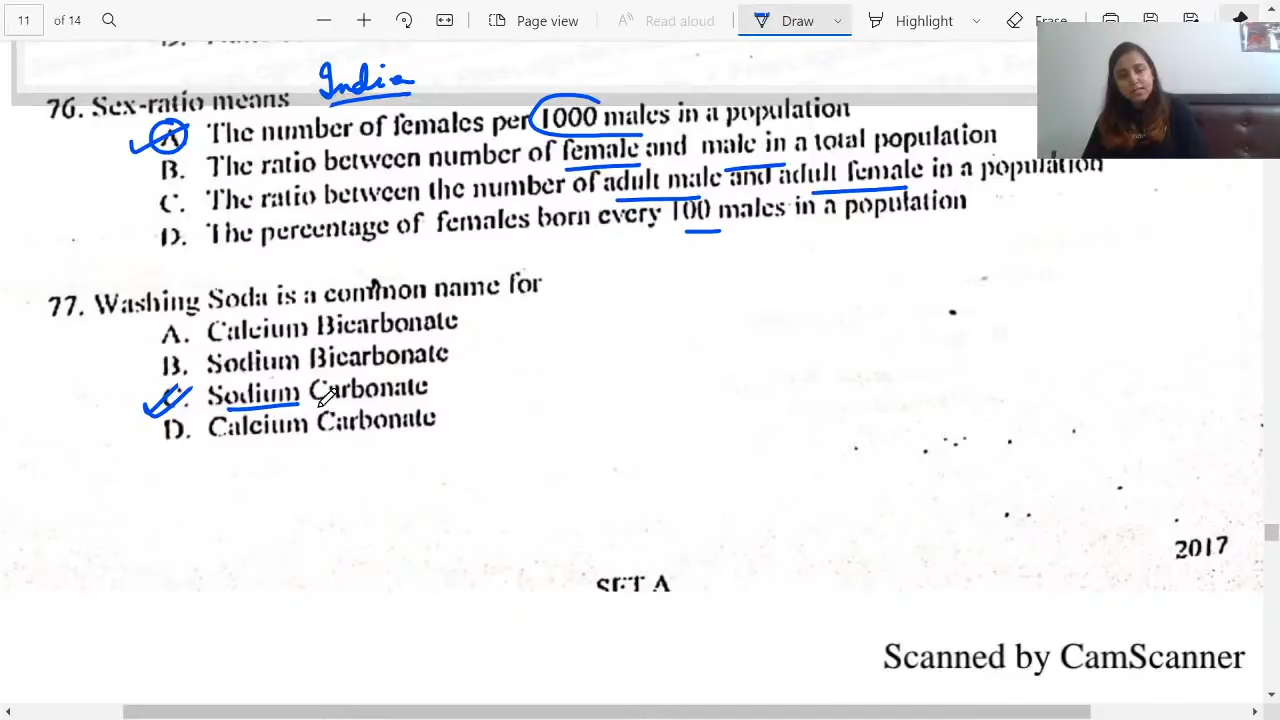 11 of 14 Page view Read aloud Draw Highlight Erase
India
76. Sex-ratio means
A. The number of females per 1000 males in a population
B. The ratio between number of female and male in a total population
C. The ratio between the number of adult male and adult female in a population
D. The percentage of females born every 100 males in a population
77. Washing Soda is a common name for
A. Calcium Bicarbonate
B. Sodium Bicarbonate
C. Sodium Carbonate
D. Calcium Carbonate
2017
SET A
Scanned by CamScanner